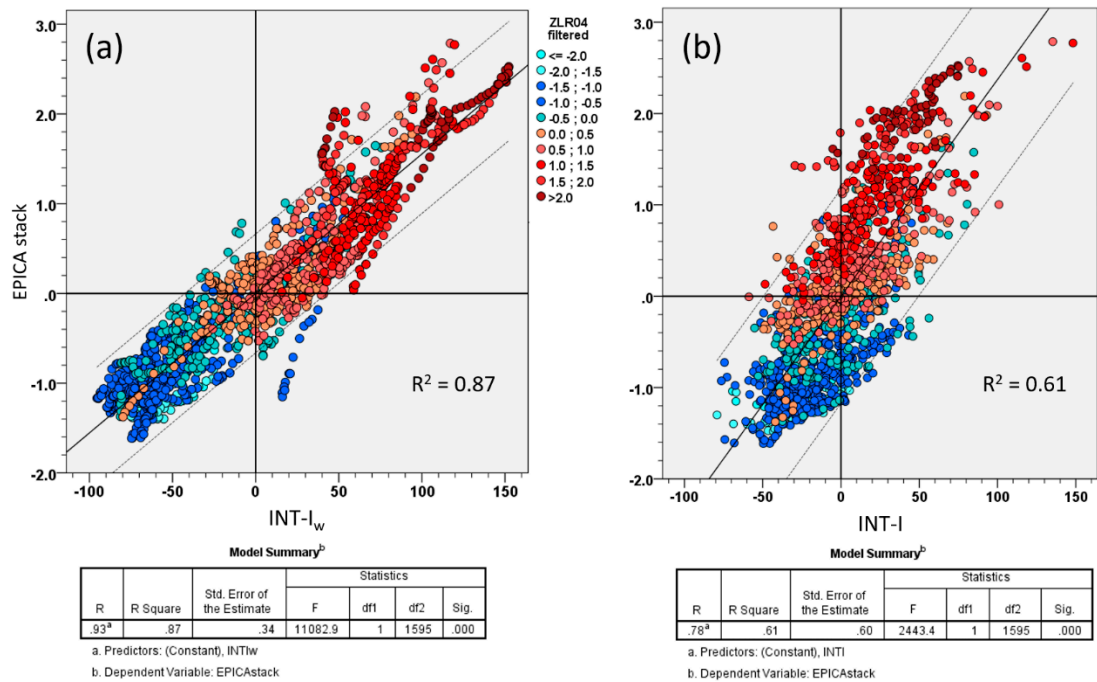 (a)
3.0
2.0
1.0
.0
-1.0
-2.0
EPICA stack
-100 -50 0 50 100 150
INT-Iw
R² = 0.87
ZLR04
filtered
<= -2.0
-2.0 ; -1.5
-1.5 ; -1.0
-1.0 ; -0.5
-0.5 ; 0.0
0.0 ; 0.5
0.5 ; 1.0
1.0 ; 1.5
1.5 ; 2.0
>2.0
(b)
3.0
2.0
1.0
.0
-1.0
-2.0
-100 -50 0 50 100 150
INT-I
R² = 0.61
Model Summaryb
Statistics
R R Square Std. Error of the Estimate F df1 df2 Sig.
.93a .87 .34 11082.9 1 1595 .000
a. Predictors: (Constant), INTIw
b. Dependent Variable: EPICAstack
Model Summaryb
Statistics
R R Square Std. Error of the Estimate F df1 df2 Sig.
.78a .61 .60 2443.4 1 1595 .000
a. Predictors: (Constant), INTI
b. Dependent Variable: EPICAstack